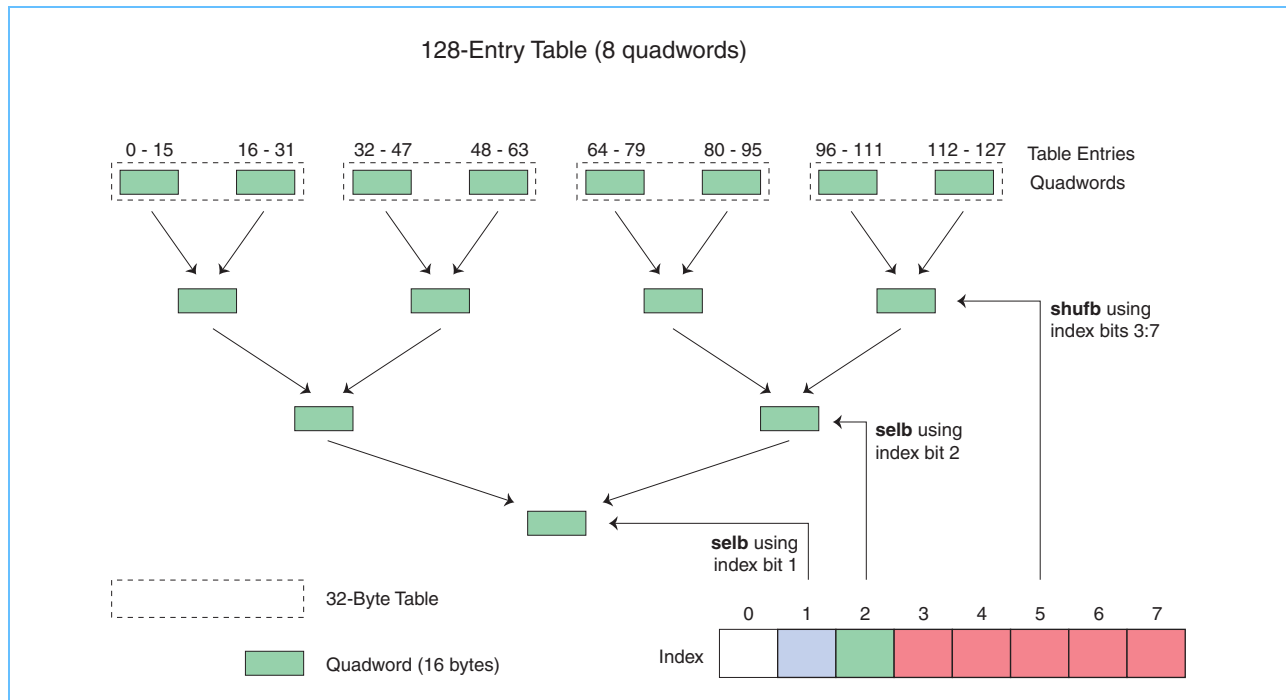 128-Entry Table (8 quadwords)
0 - 15 16 - 31 32 - 47 48 - 63 64 - 79 80 - 95 96 - 111 112 - 127 Table Entries
Quadwords
shufb using
index bits 3:7
selb using
index bit 2
selb using
index bit 1
32-Byte Table
0 1 2 3 4 5 6 7
Index
Quadword (16 bytes)